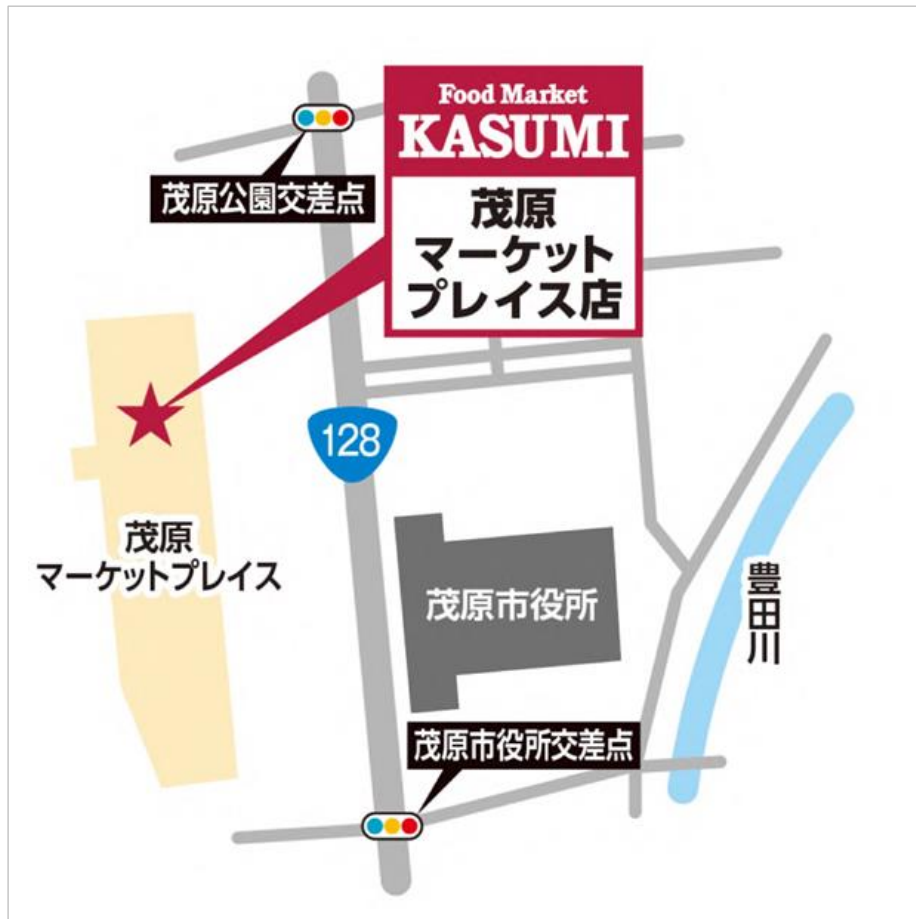 Food Market
KASUMI
茂原
マーケット
プレイス店
茂原公園交差点
128
茂原
マーケットプレイス
茂原市役所
豊田川
茂原市役所交差点